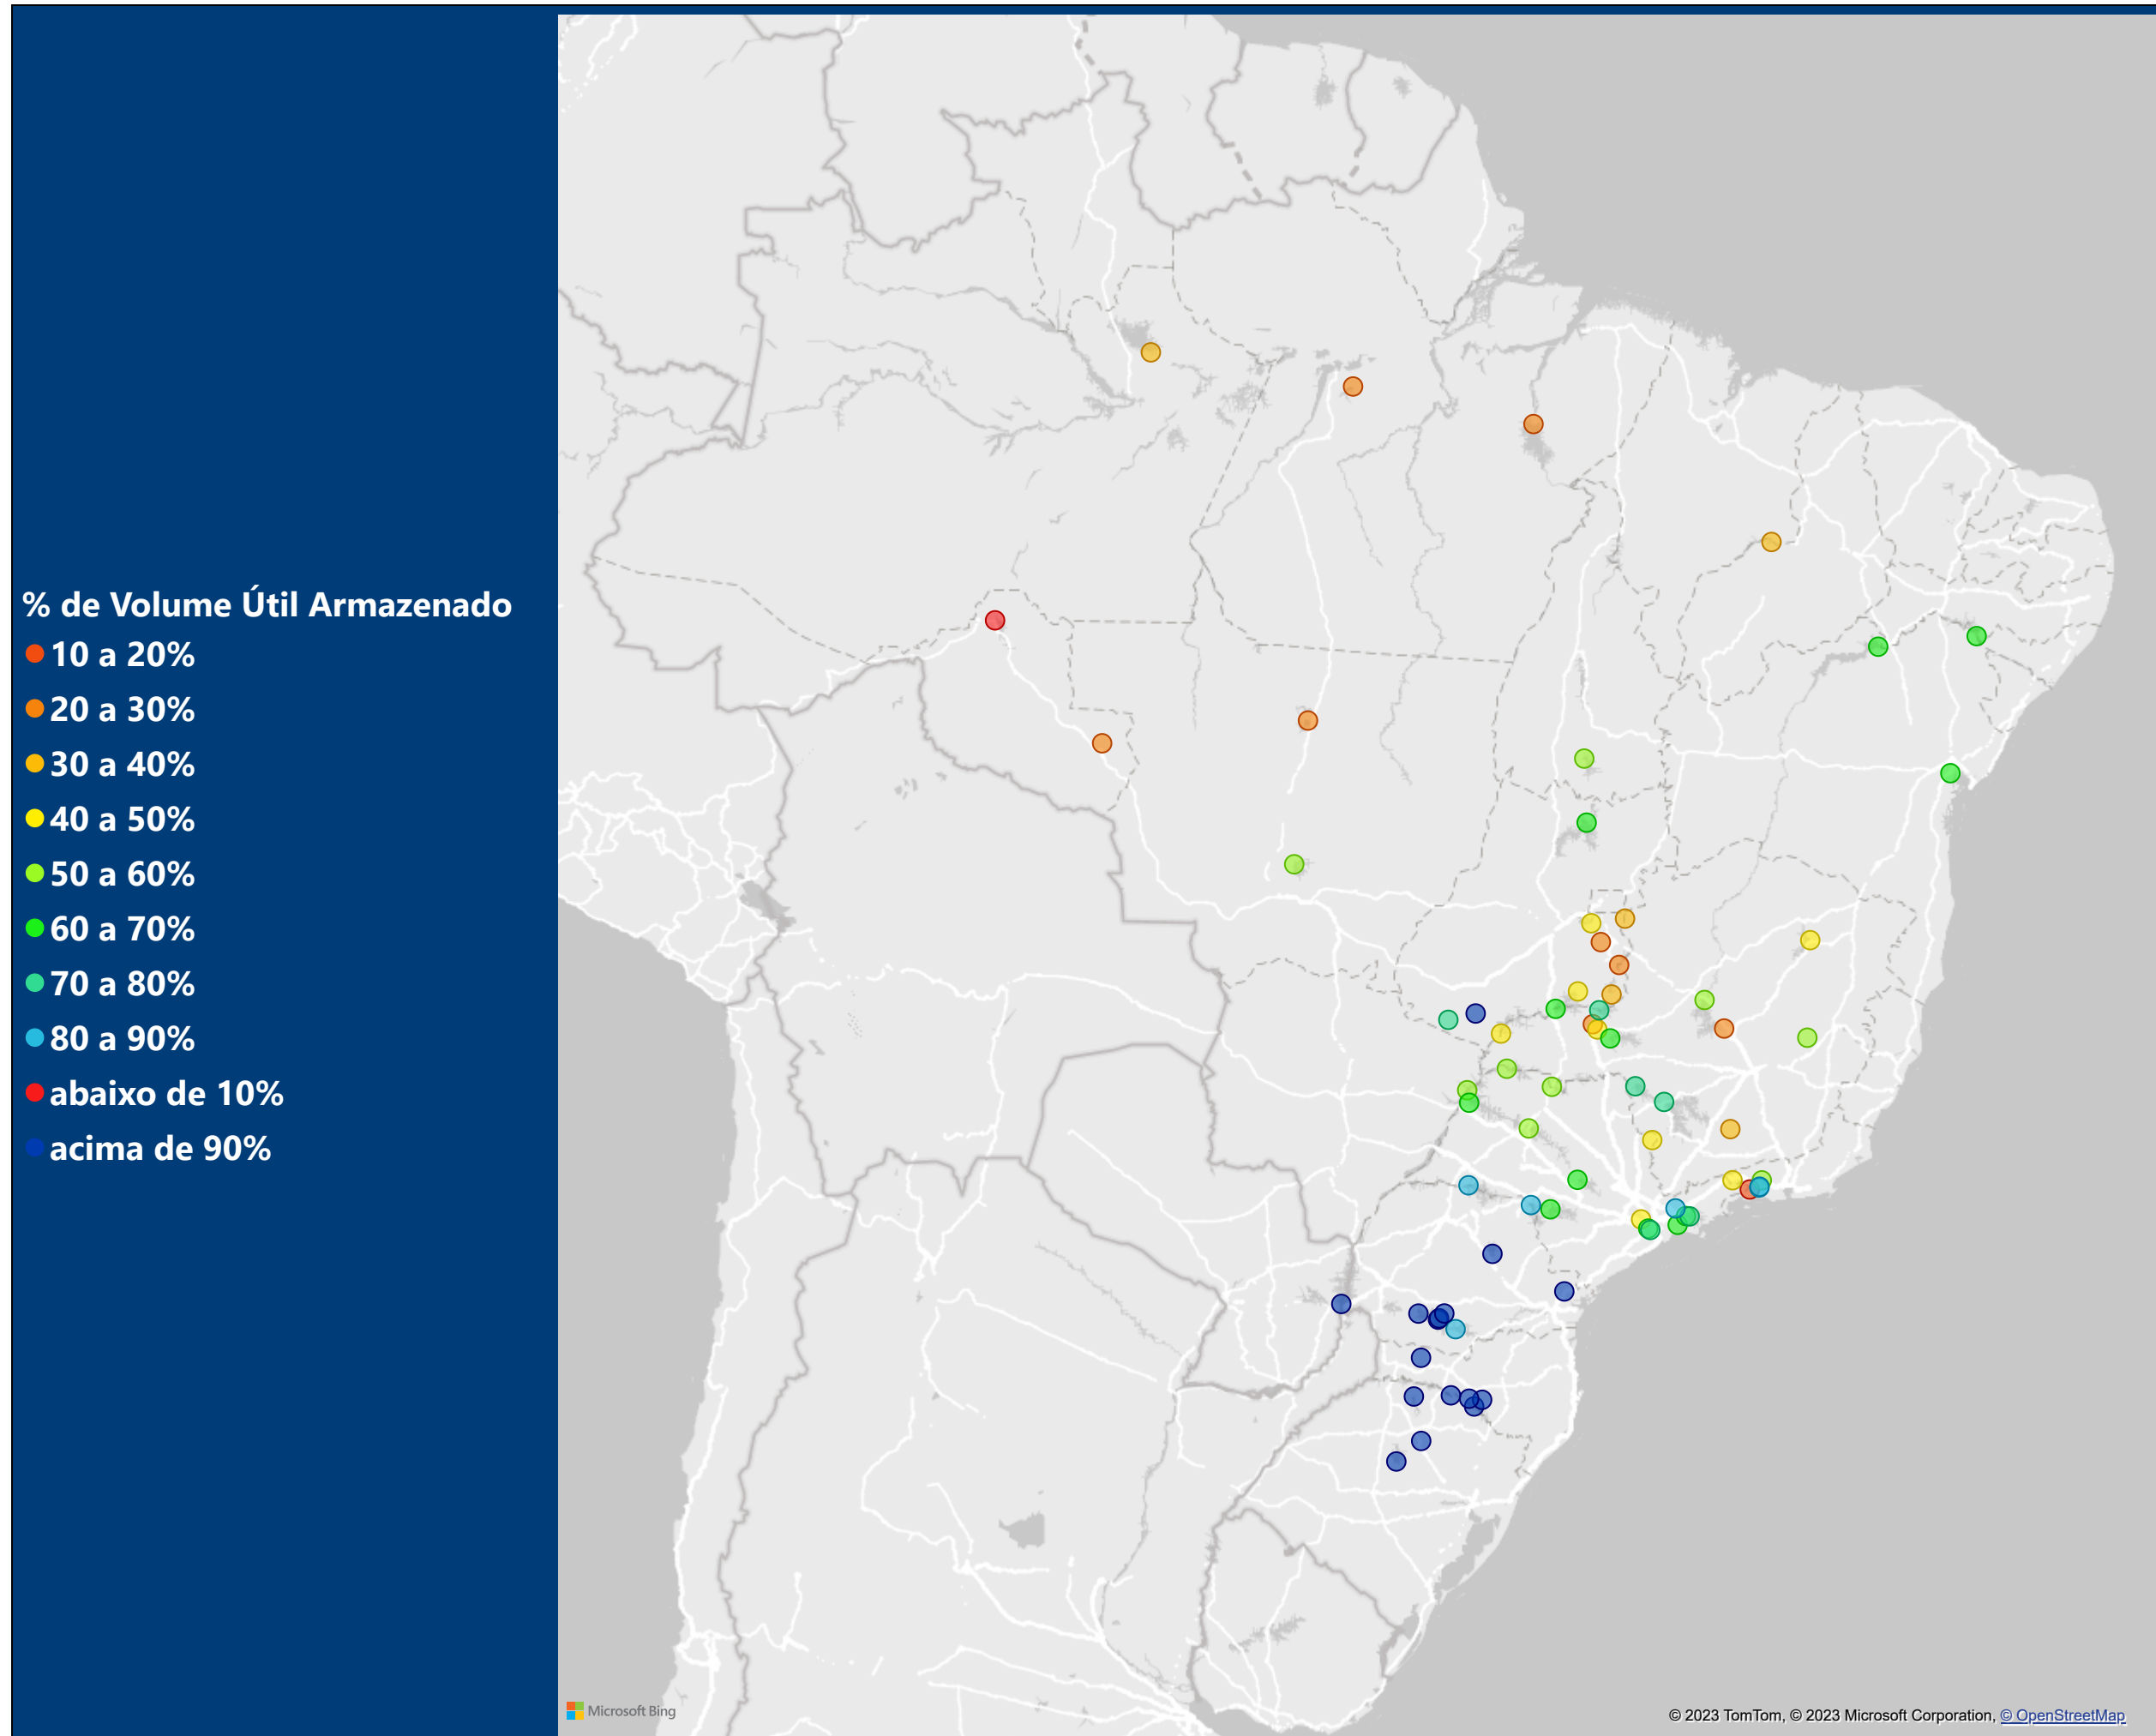 % de Volume Útil Armazenado
10 a 20%
20 a 30%
30 a 40%
40 a 50%
50 a 60%
60 a 70%
70 a 80%
80 a 90%
abaixo de 10%
acima de 90%
Microsoft Bing
© 2023 TomTom, © 2023 Microsoft Corporation, © OpenStreetMap